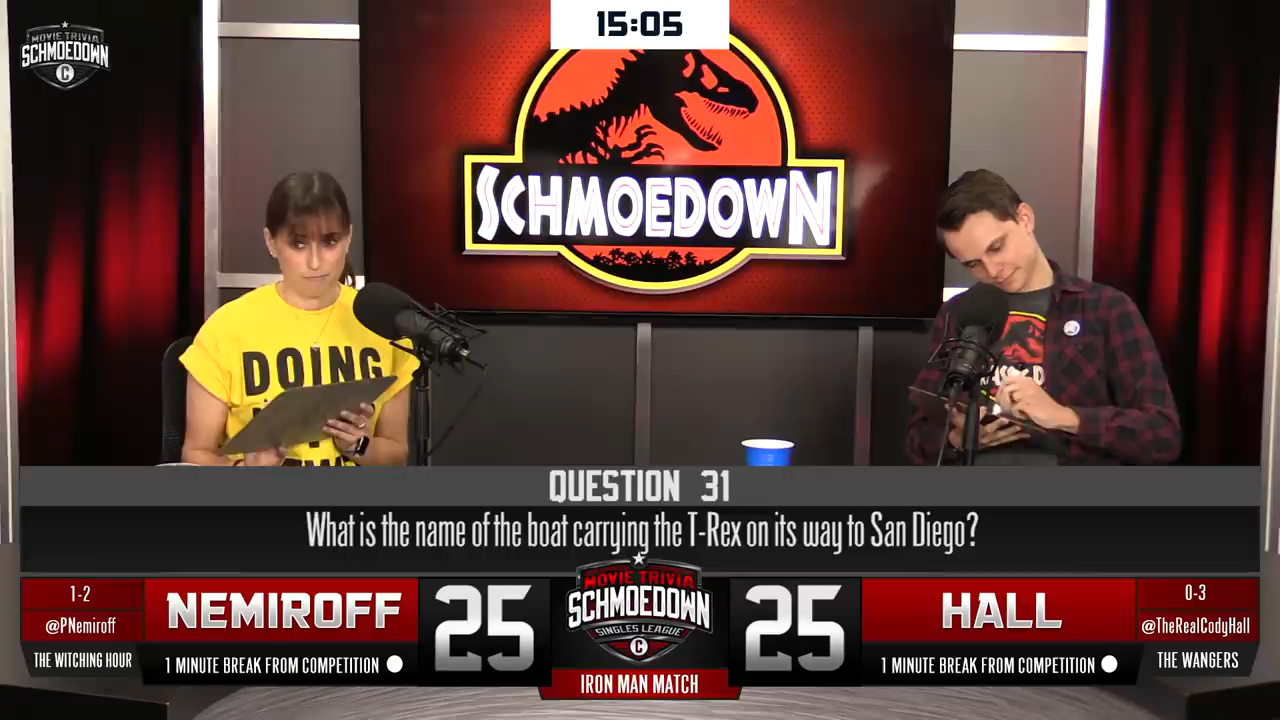 15:05
MOVIE TRIVIA
SCHMOEDOWN
C
SCHMOEDOWN
DOING
QUESTION 31
What is the name of the boat carrying the T-Rex on its way to San Diego?
1-2
@PNemiroff
THE WITCHING HOUR
NEMIROFF
1 MINUTE BREAK FROM COMPETITION
25
MOVIE TRIVIA
SCHMOEDOWN
SINGLES LEAGUE
C
IRON MAN MATCH
25
HALL
1 MINUTE BREAK FROM COMPETITION
0-3
@TheRealCodyHall
THE WANGERS